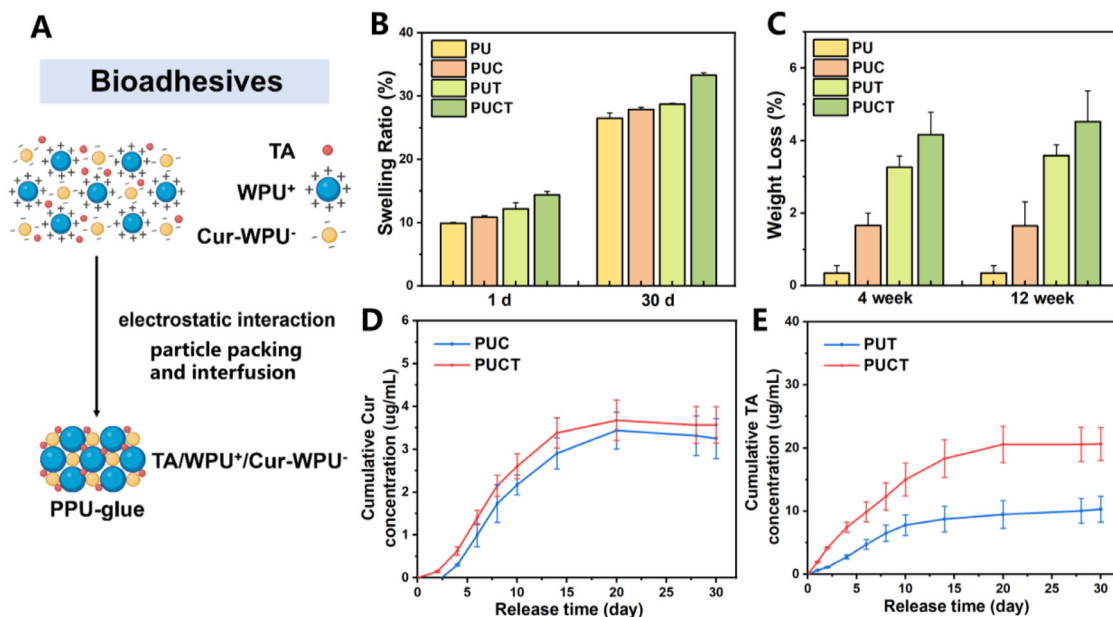 A
Bioadhesives
TA
WPU⁺
Cur-WPU⁻
electrostatic interaction
particle packing
and interfusion
TA/WPU⁺/Cur-WPU⁻
PPU-glue
B
Swelling Ratio (%)
40
30
20
10
0
PU
PUC
PUT
PUCT
1 d
30 d
C
Weight Loss (%)
6
4
2
0
PU
PUC
PUT
PUCT
4 week
12 week
D
Cumulative Cur
concentration (ug/mL)
6
5
4
3
2
1
0
PUC
PUCT
0 5 10 15 20 25 30
Release time (day)
E
Cumulative TA
concentration (ug/mL)
40
30
20
10
0
PUT
PUCT
0 5 10 15 20 25 30
Release time (day)